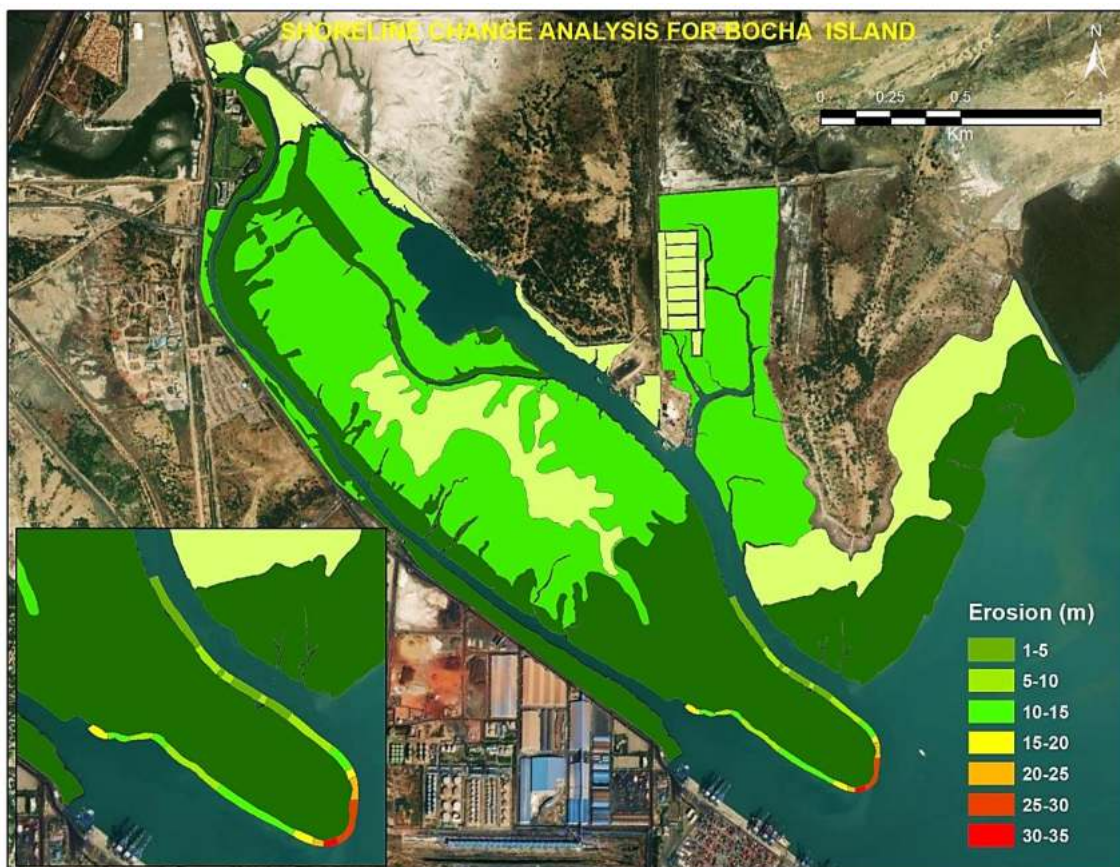 SHORELINE CHANGE ANALYSIS FOR BOCHA ISLAND
N
0 0.25 0.5 1
Km
Erosion (m)
1-5
5-10
10-15
15-20
20-25
25-30
30-35